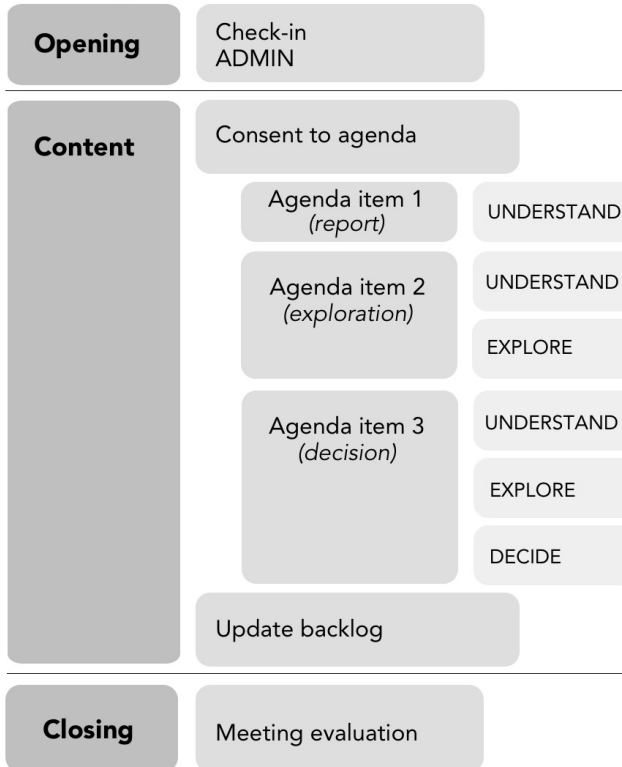 Opening
Check-in
ADMIN
Content
Consent to agenda
Agenda item 1
(report)
UNDERSTAND
Agenda item 2
(exploration)
UNDERSTAND
EXPLORE
Agenda item 3
(decision)
UNDERSTAND
EXPLORE
DECIDE
Update backlog
Closing
Meeting evaluation